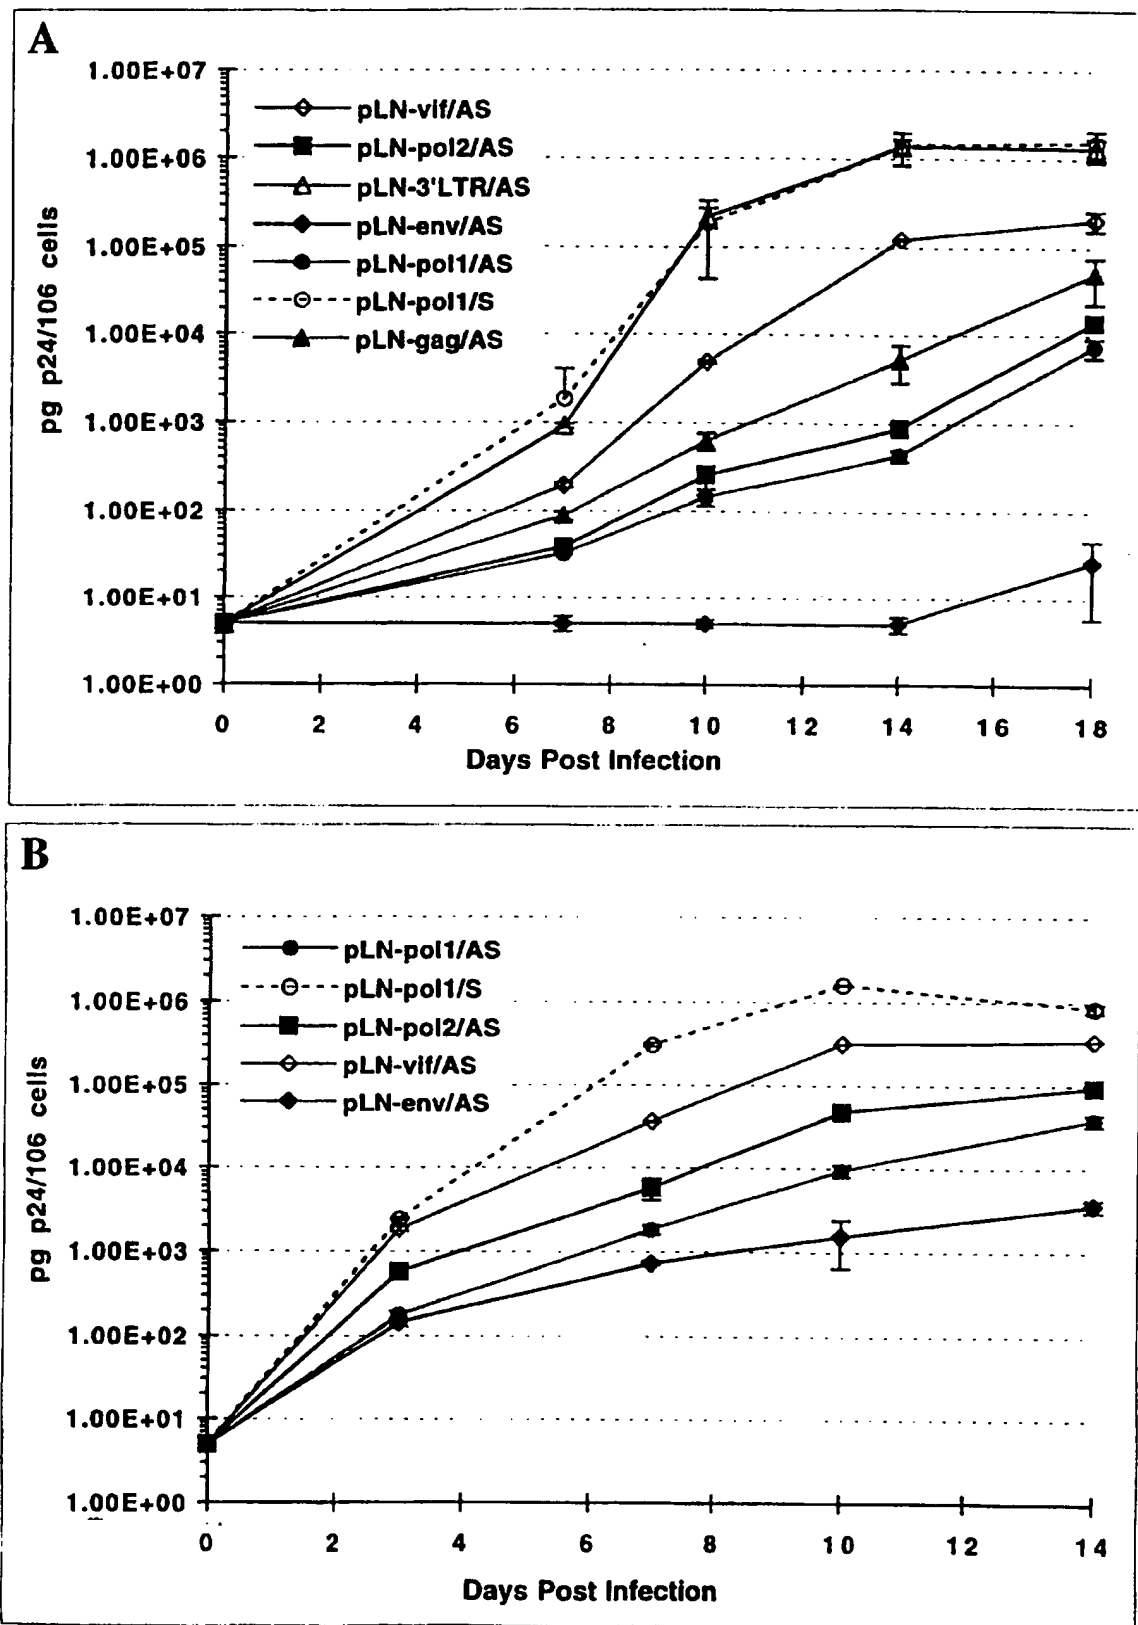 A
1.00E+07
1.00E+06
1.00E+05
1.00E+04
1.00E+03
1.00E+02
1.00E+01
1.00E+00
pg p24/106 cells
pLN-vif/AS
pLN-pol2/AS
pLN-3'LTR/AS
pLN-env/AS
pLN-pol1/AS
pLN-pol1/S
pLN-gag/AS
0 2 4 6 8 10 12 14 16 18
Days Post Infection
B
1.00E+07
1.00E+06
1.00E+05
1.00E+04
1.00E+03
1.00E+02
1.00E+01
1.00E+00
pg p24/106 cells
pLN-pol1/AS
pLN-pol1/S
pLN-pol2/AS
pLN-vif/AS
pLN-env/AS
0 2 4 6 8 10 12 14
Days Post Infection